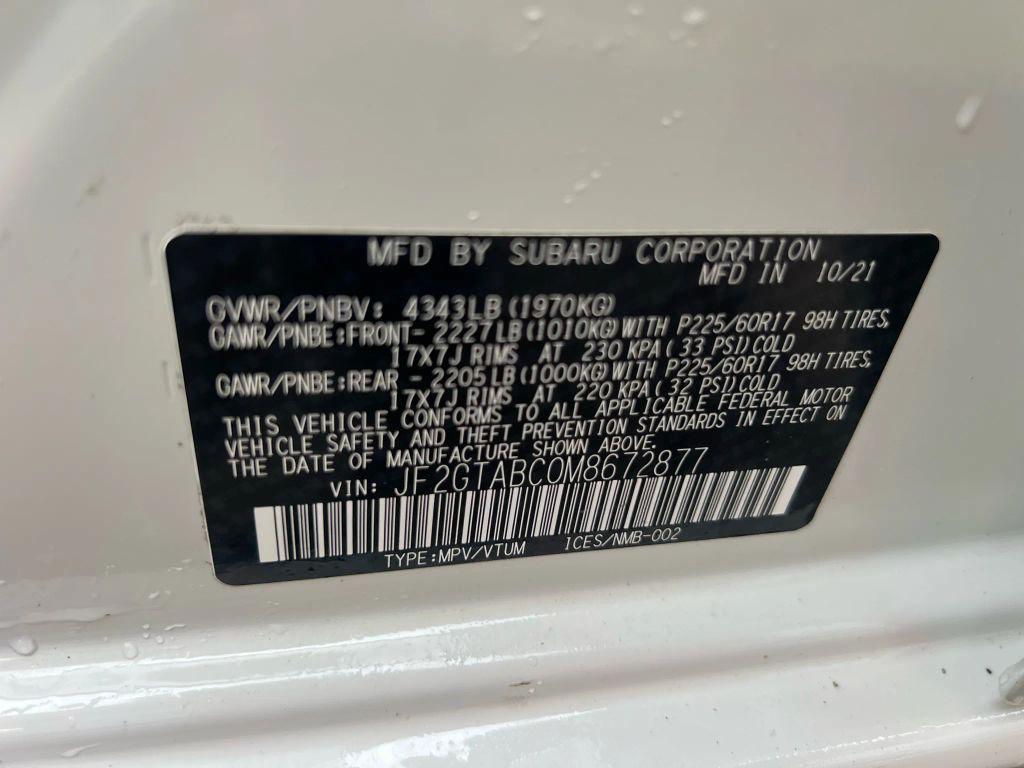 MFD BY SUBARU CORPORATION
MFD IN 10/21
GVWR/PNBV: 4343LB(1970KG)
GAWR/PNBE:FRONT- 2227LB(1010KG)WITH P225/60R17 98H TIRES,
17X7J RIMS AT 230 KPA(33 PSI)COLD
GAWR/PNBE:REAR - 2205LB(1000KG)WITH P225/60R17 98H TIRES,
17X7J RIMS AT 220 KPA(32 PSI)COLD
THIS VEHICLE CONFORMS TO ALL APPLICABLE FEDERAL MOTOR
VEHICLE SAFETY AND THEFT PREVENTION STANDARDS IN EFFECT ON
THE DATE OF MANUFACTURE SHOWN ABOVE.
VIN: JF2GTABC0M8672877
TYPE:MPV/VTUM ICES/NMB-002